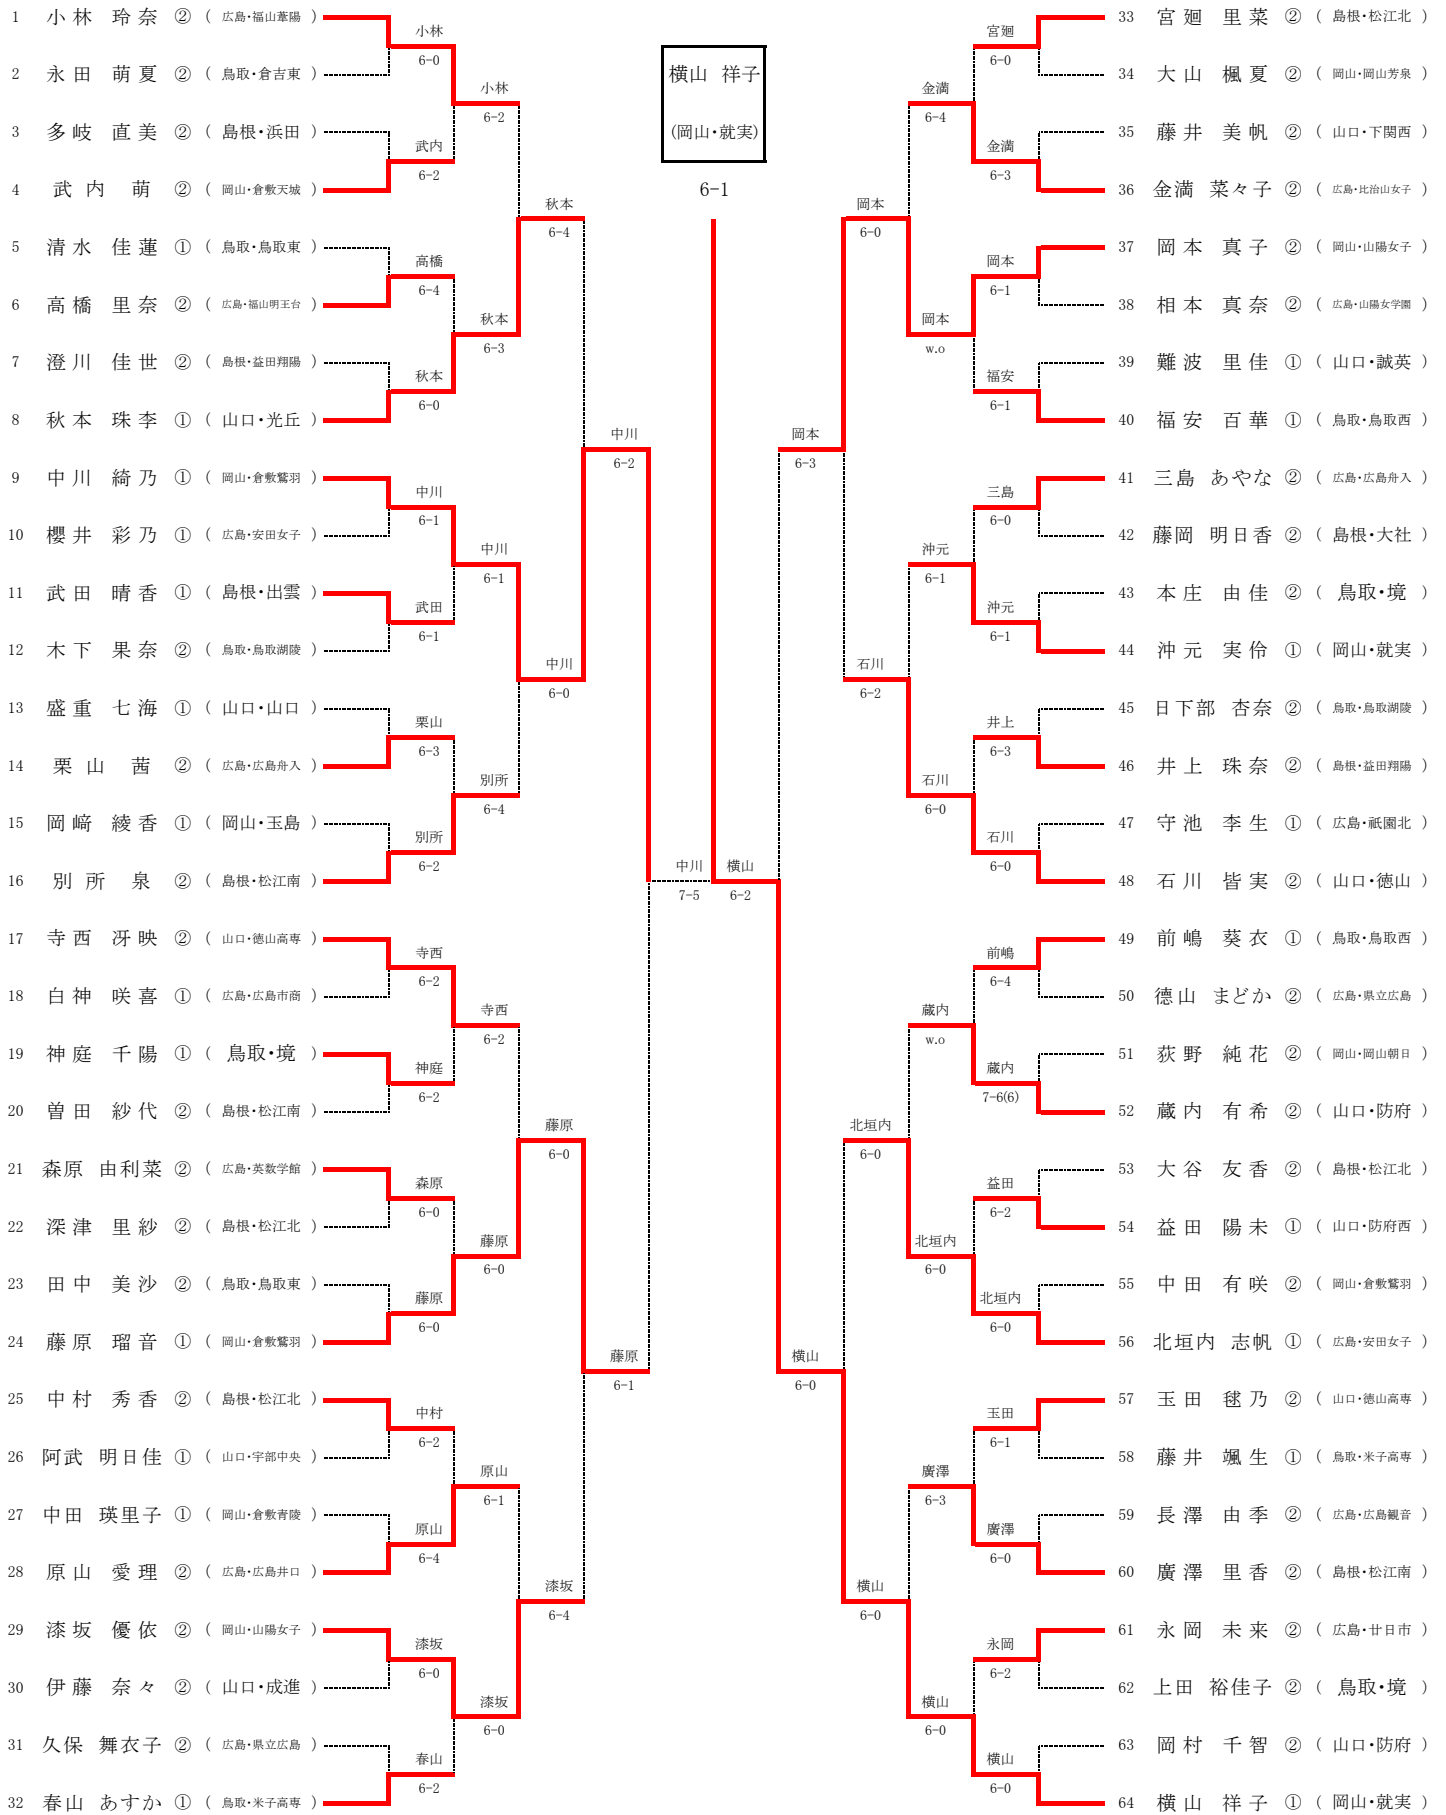 1 小林 玲奈 ② ( 広島・福山葦陽 )
2 永田 萌夏 ② ( 鳥取・倉吉東 )
3 多岐 直美 ② ( 島根・浜田 )
4 武内 萌 ② ( 岡山・倉敷天城 )
5 清水 佳蓮 ① ( 鳥取・鳥取東 )
6 高橋 里奈 ② ( 広島・福山明王台 )
7 澄川 佳世 ② ( 島根・益田翔陽 )
8 秋本 珠李 ① ( 山口・光丘 )
9 中川 綺乃 ① ( 岡山・倉敷鷲羽 )
10 櫻井 彩乃 ① ( 広島・安田女子 )
11 武田 晴香 ① ( 島根・出雲 )
12 木下 果奈 ② ( 鳥取・鳥取湖陵 )
13 盛重 七海 ① ( 山口・山口 )
14 栗山 茜 ② ( 広島・広島舟入 )
15 岡﨑 綾香 ① ( 岡山・玉島 )
16 別所 泉 ② ( 島根・松江南 )
17 寺西 冴映 ② ( 山口・徳山高専 )
18 白神 咲喜 ① ( 広島・広島市商 )
19 神庭 千陽 ① ( 鳥取・境 )
20 曽田 紗代 ② ( 島根・松江南 )
21 森原 由利菜 ② ( 広島・英数学館 )
22 深津 里紗 ② ( 島根・松江北 )
23 田中 美沙 ② ( 鳥取・鳥取東 )
24 藤原 瑠音 ① ( 岡山・倉敷鷲羽 )
25 中村 秀香 ② ( 島根・松江北 )
26 阿武 明日佳 ① ( 山口・宇部中央 )
27 中田 瑛里子 ① ( 岡山・倉敷青陵 )
28 原山 愛理 ② ( 広島・広島井口 )
29 漆坂 優依 ② ( 岡山・山陽女子 )
30 伊藤 奈々 ② ( 山口・成進 )
31 久保 舞衣子 ② ( 広島・県立広島 )
32 春山 あすか ① ( 鳥取・米子高専 )
小林
6-0
武内
6-2
高橋
6-4
秋本
6-0
中川
6-1
武田
6-1
栗山
6-3
別所
6-2
寺西
6-2
神庭
6-2
森原
6-0
藤原
6-0
中村
6-2
原山
6-4
漆坂
6-0
春山
6-2
小林
6-2
秋本
6-3
中川
6-1
別所
6-4
寺西
6-2
藤原
6-0
原山
6-1
漆坂
6-0
秋本
6-4
中川
6-0
藤原
6-0
漆坂
6-4
中川
6-2
藤原
6-1
中川
7-5
横山 祥子
(岡山・就実)
6-1
横山
6-2
岡本
6-3
横山
6-0
岡本
6-0
石川
6-2
北垣内
6-0
横山
6-0
金満
6-4
岡本
w.o
沖元
6-1
石川
6-0
蔵内
w.o
北垣内
6-0
廣澤
6-3
横山
6-0
宮廻
6-0
金満
6-3
岡本
6-1
福安
6-1
三島
6-0
沖元
6-1
井上
6-3
石川
6-0
前嶋
6-4
蔵内
7-6(6)
益田
6-2
北垣内
6-0
玉田
6-1
廣澤
6-0
永岡
6-2
横山
6-0
33 宮廻 里菜 ② ( 島根・松江北 )
34 大山 楓夏 ② ( 岡山・岡山芳泉 )
35 藤井 美帆 ② ( 山口・下関西 )
36 金満 菜々子 ② ( 広島・比治山女子 )
37 岡本 真子 ② ( 岡山・山陽女子 )
38 相本 真奈 ② ( 広島・山陽女学園 )
39 難波 里佳 ① ( 山口・誠英 )
40 福安 百華 ① ( 鳥取・鳥取西 )
41 三島 あやな ② ( 広島・広島舟入 )
42 藤岡 明日香 ② ( 島根・大社 )
43 本庄 由佳 ② ( 鳥取・境 )
44 沖元 実伶 ① ( 岡山・就実 )
45 日下部 杏奈 ② ( 鳥取・鳥取湖陵 )
46 井上 珠奈 ② ( 島根・益田翔陽 )
47 守池 李生 ① ( 広島・祇園北 )
48 石川 皆実 ② ( 山口・徳山 )
49 前嶋 葵衣 ① ( 鳥取・鳥取西 )
50 德山 まどか ② ( 広島・県立広島 )
51 荻野 純花 ② ( 岡山・岡山朝日 )
52 蔵内 有希 ② ( 山口・防府 )
53 大谷 友香 ② ( 島根・松江北 )
54 益田 陽未 ① ( 山口・防府西 )
55 中田 有咲 ② ( 岡山・倉敷鷲羽 )
56 北垣内 志帆 ① ( 広島・安田女子 )
57 玉田 毬乃 ② ( 山口・徳山高専 )
58 藤井 颯生 ① ( 鳥取・米子高専 )
59 長澤 由季 ② ( 広島・広島観音 )
60 廣澤 里香 ② ( 島根・松江南 )
61 永岡 未来 ② ( 広島・廿日市 )
62 上田 裕佳子 ② ( 鳥取・境 )
63 岡村 千智 ② ( 山口・防府 )
64 横山 祥子 ① ( 岡山・就実 )